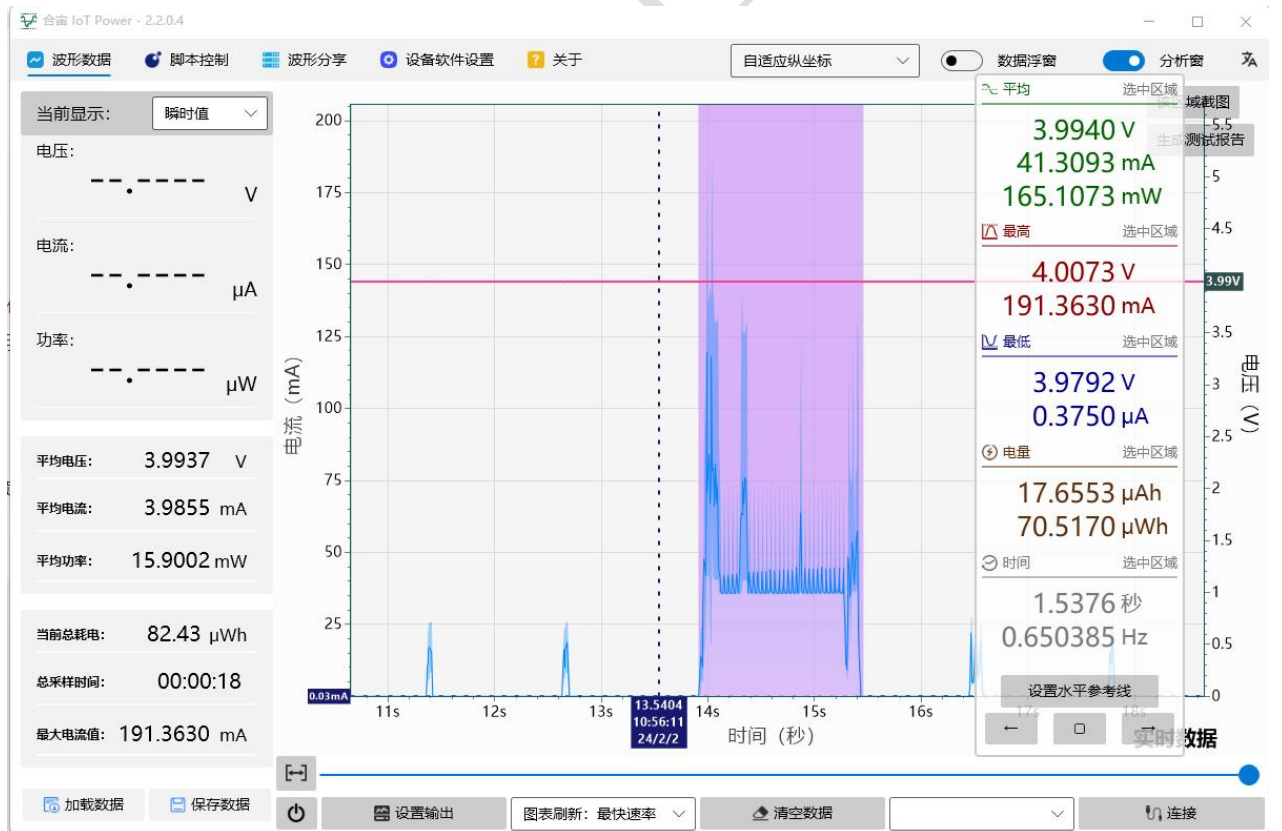 合宙 IoT Power - 2.2.0.4
波形数据 脚本控制 波形分享 设备软件设置 关于 自适应纵坐标 数据浮窗 分析窗
当前显示: 瞬时值
电压:
--.---- V
电流:
--.---- μA
功率:
--.---- μW
平均电压: 3.9937 V
平均电流: 3.9855 mA
平均功率: 15.9002 mW
当前总耗电: 82.43 μWh
总采样时间: 00:00:18
最大电流值: 191.3630 mA
加载数据 保存数据
电流 (mA)
200
175
150
125
100
75
50
25
0.03mA
11s 12s 13s 14s 15s 16s 17s 18s
13.5404
10:56:11
24/2/2
时间 (秒)
实时数据
平均 选中区域
3.9940 V
41.3093 mA
165.1073 mW
最高 选中区域
4.0073 V
191.3630 mA
最低 选中区域
3.9792 V
0.3750 μA
电量 选中区域
17.6553 μAh
70.5170 μWh
时间 选中区域
1.5376 秒
0.650385 Hz
设置水平参考线
← →
域截图
生成测试报告
5.5
5
4.5
3.99V
3.5
3
2.5
2
1.5
1
0.5
0
电压 (V)
设置输出 图表刷新: 最快速率 清空数据 连接